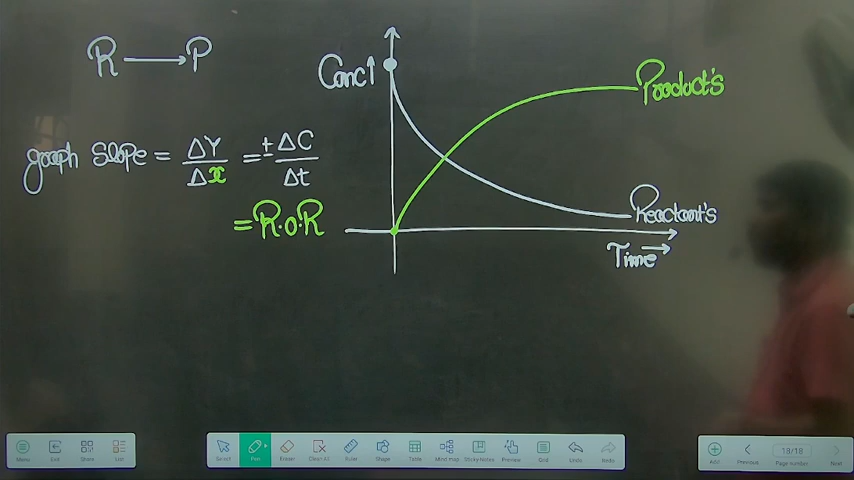 R → P
Conc↑
Product's
graph slope = ΔY/Δx = ± ΔC/Δt
= R.o.R
Reactant's
Time →
Menu Exit Share List
Select Pen Eraser Clear All Ruler Shape Table Mind map Sticky Notes Preview Grid Undo Redo
Add Previous 18/18 Page number Next